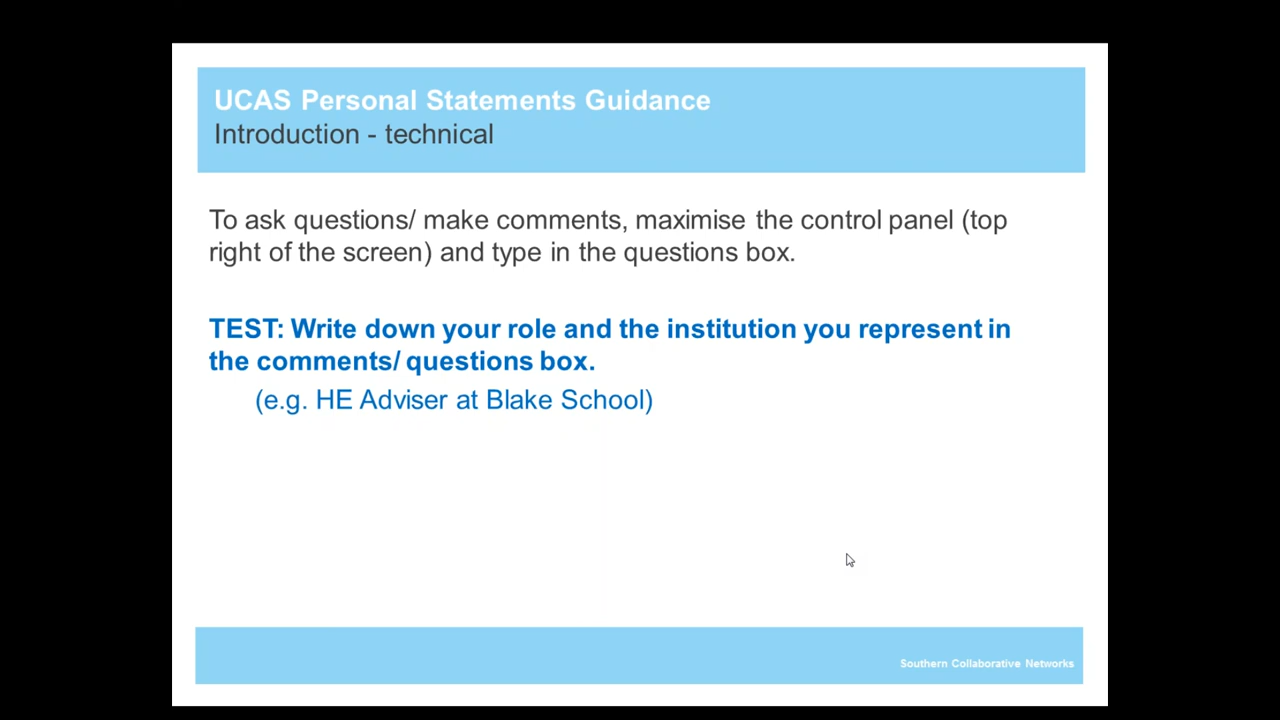 UCAS Personal Statements Guidance
Introduction - technical
To ask questions/ make comments, maximise the control panel (top
right of the screen) and type in the questions box.
TEST: Write down your role and the institution you represent in
the comments/ questions box.
(e.g. HE Adviser at Blake School)
Southern Collaborative Networks